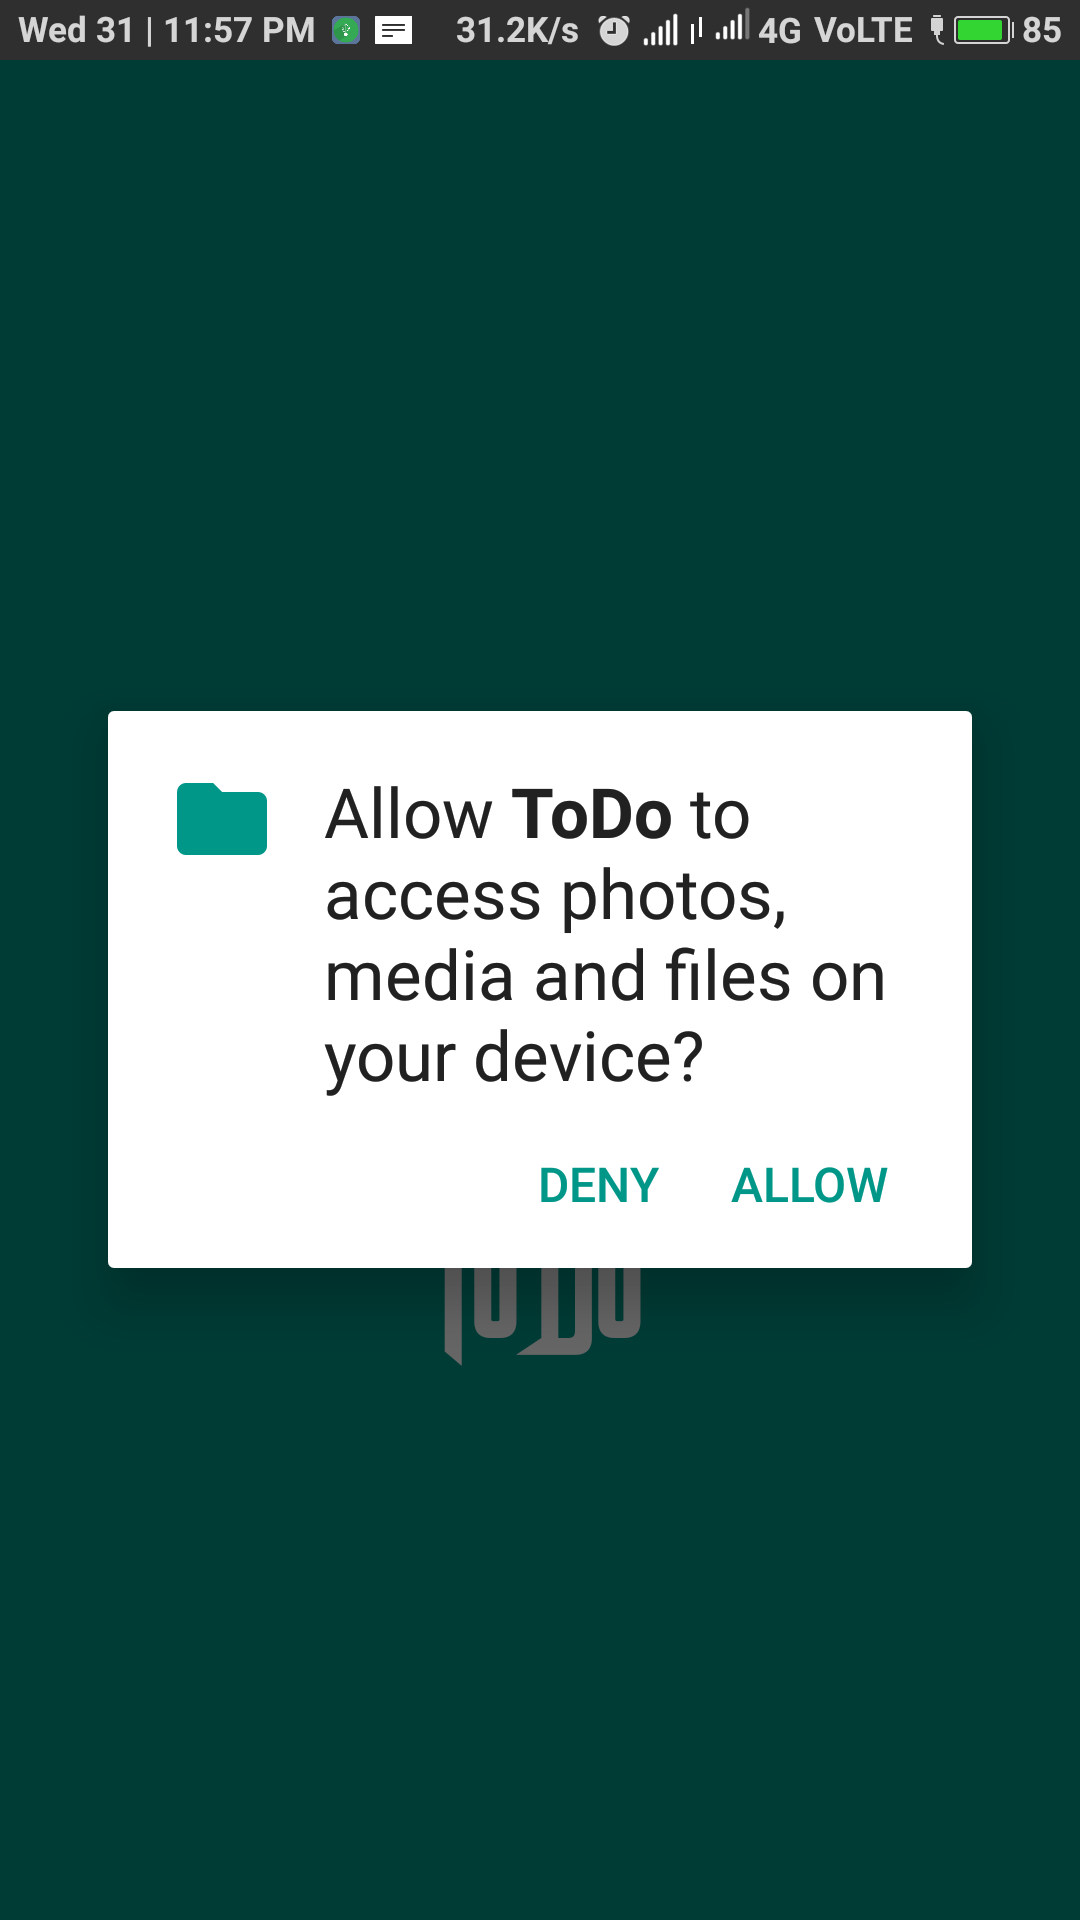 Wed 31 | 11:57 PM 31.2K/s 4G VoLTE 85
Allow ToDo to
access photos,
media and files on
your device?
DENY ALLOW
ToDo